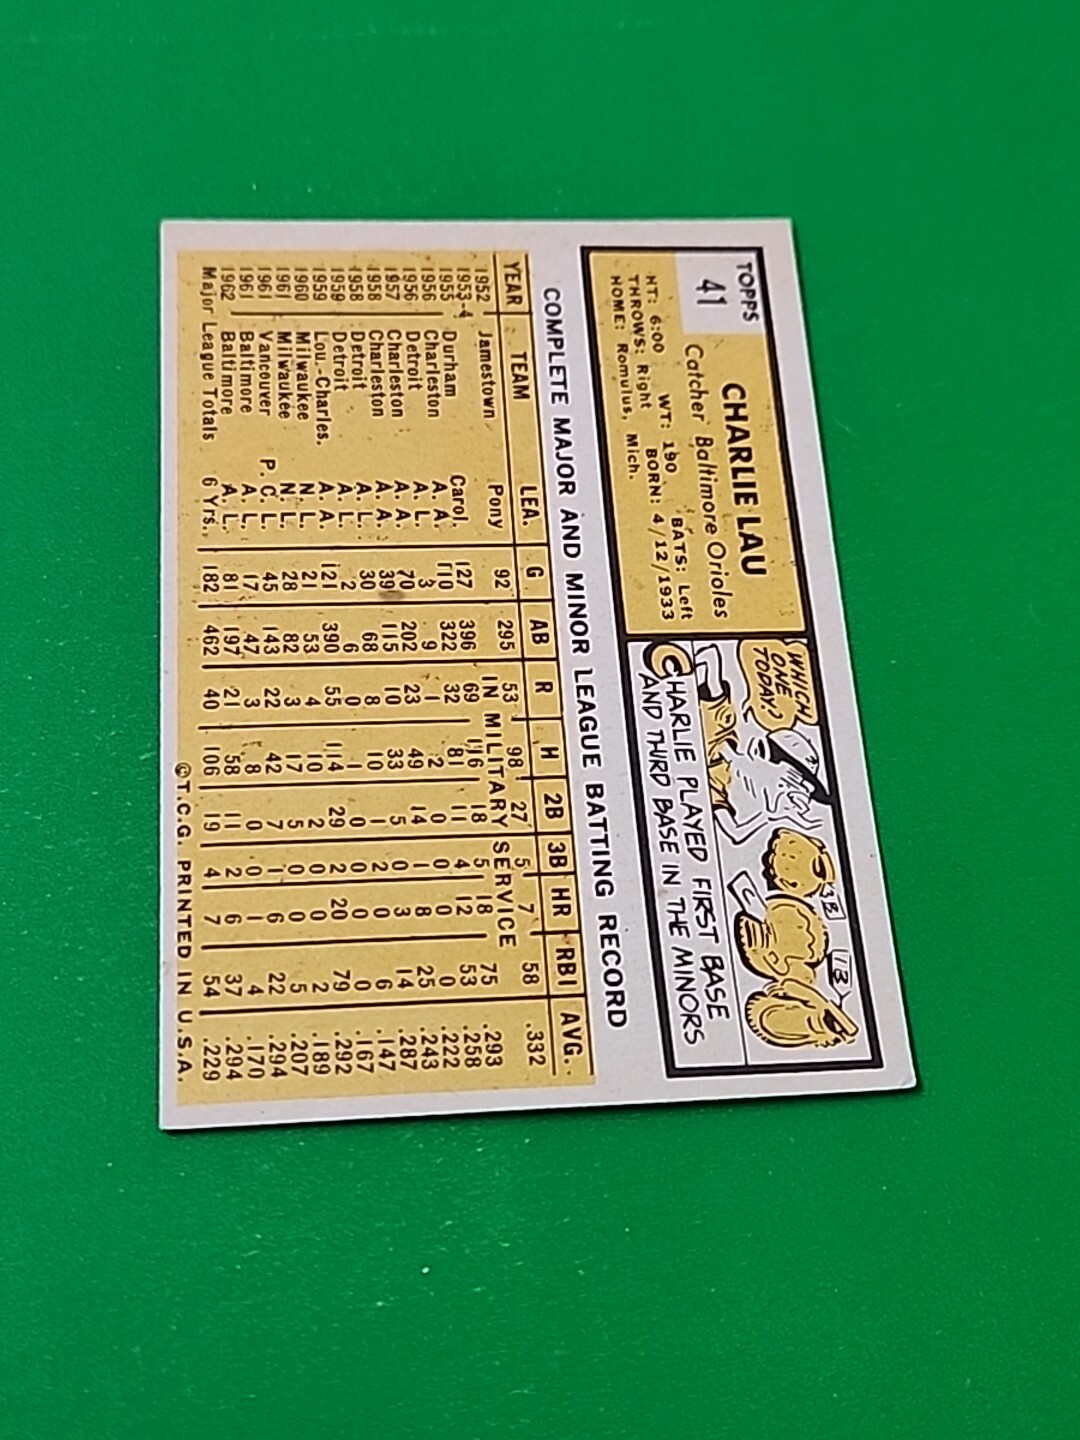 TOPPS
41
CHARLIE LAU
Catcher Baltimore Orioles
HT: 6:00 WT: 190 BATS: Left
THROWS: Right BORN: 4/12/1933
HOME: Romulus, Mich.
WHICH
ONE
TODAY?
3B
1B
C
CHARLIE PLAYED FIRST BASE
AND THIRD BASE IN THE MINORS
COMPLETE MAJOR AND MINOR LEAGUE BATTING RECORD
YEAR TEAM LEA. G AB R H 2B 3B HR RBI AVG.
1952 Jamestown Pony 92 295 53 98 27 5 7 58 .332
1953-4 IN MILITARY SERVICE
1955 Durham Carol. 127 396 69 116 18 5 18 75 .293
1956 Charleston A. A. 110 322 32 81 11 4 12 53 .258
1956 Detroit A. L. 3 9 1 2 0 0 0 0 .222
1957 Charleston A. A. 70 202 23 49 14 1 8 25 .243
1958 Charleston A. A. 39 115 10 33 5 0 3 14 .287
1958 Detroit A. L. 30 68 8 10 1 2 0 6 .147
1959 Detroit A. L. 2 6 0 1 0 0 0 0 .167
1959 Lou.-Charles. A. A. 121 390 55 114 29 2 20 79 .292
1960 Milwaukee N. L. 21 53 4 10 2 0 0 2 .189
1961 Milwaukee N. L. 28 82 3 17 5 0 0 5 .207
1961 Vancouver P. C. L. 45 143 22 42 7 1 6 22 .294
1961 Baltimore A. L. 17 47 3 8 0 0 1 4 .170
1962 Baltimore A. L. 81 197 21 58 11 2 6 37 .294
Major League Totals 6 Yrs. 182 462 40 106 19 4 7 54 .229
©T.C.G. PRINTED IN U.S.A.